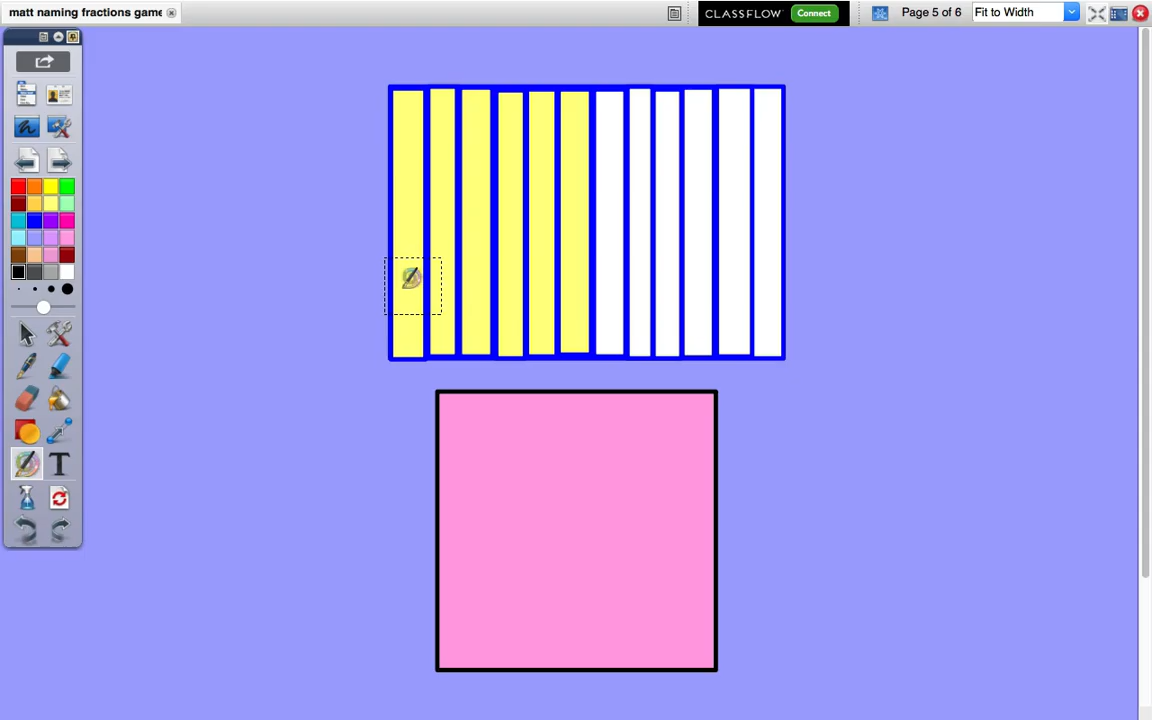 matt naming fractions game
CLASSFLOW Connect
Page 5 of 6
Fit to Width
T